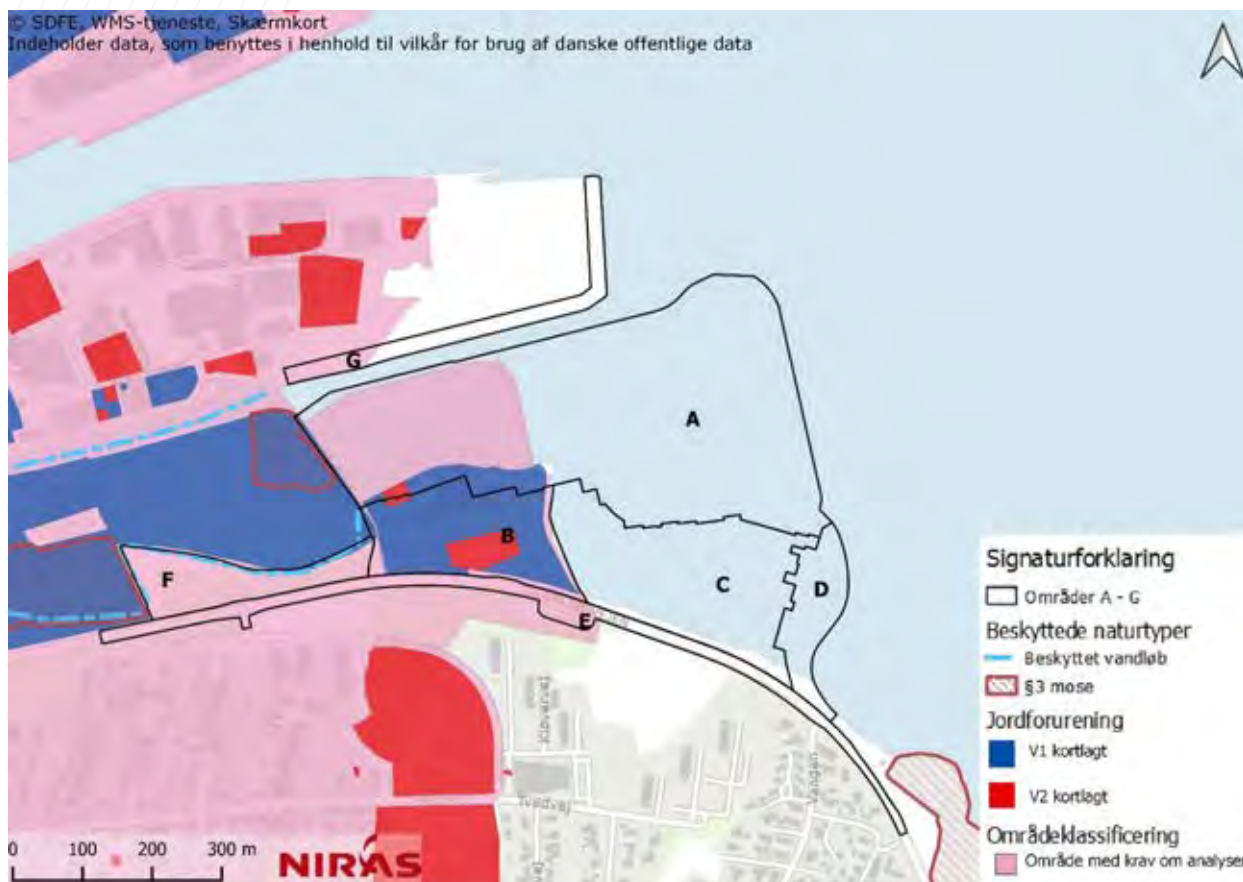 © SDFE, WMS-tjeneste, Skærmkort
Indeholder data, som benyttes i henhold til vilkår for brug af danske offentlige data
G
A
B
F
C
D
E
Tværvej
Vangen
Signaturforklaring
Områder A - G
Beskyttede naturtyper
Beskyttet vandløb
§3 mose
Jordforurening
V1 kortlagt
V2 kortlagt
Områdeklassificering
Område med krav om analyser
0 100 200 300 m
NIRAS